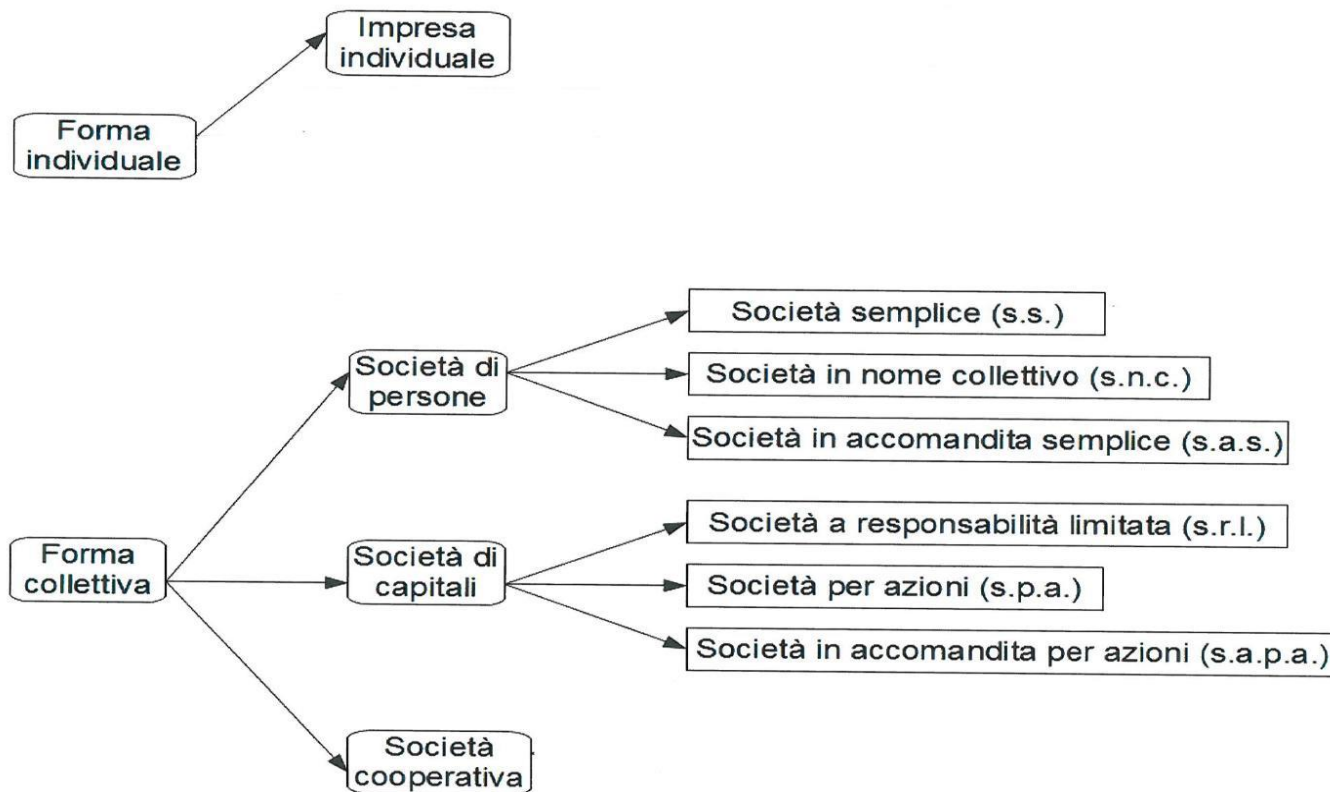 Impresa
individuale
Forma
individuale
Società semplice (s.s.)
Società di
persone
Società in nome collettivo (s.n.c.)
Società in accomandita semplice (s.a.s.)
Società a responsabilità limitata (s.r.l.)
Forma
collettiva
Società di
capitali
Società per azioni (s.p.a.)
Società in accomandita per azioni (s.a.p.a.)
Società
cooperativa